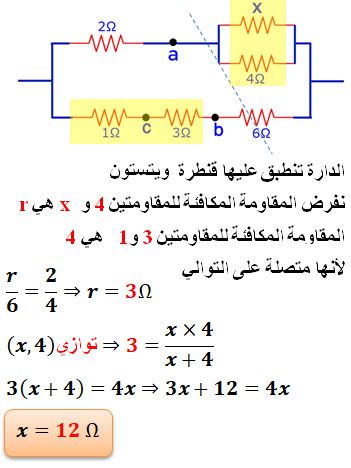 x
2Ω
a
4Ω
1Ω c 3Ω b 6Ω
الدارة تنطبق عليها قنطرة ويتستون
نفرض المقاومة المكافئة للمقاومتين 4 و x هي r
المقاومة المكافئة للمقاومتين 3 و1 هي 4
لأنها متصلة على التوالي
r/6 = 2/4 ⇒ r = 3Ω
(x,4) توازي ⇒ 3 = x × 4 / x + 4
3(x + 4) = 4x ⇒ 3x + 12 = 4x
x = 12 Ω